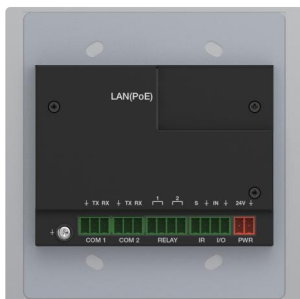 LAN(PoE)
⏚ TX RX ⏚ TX RX 1 2 S ⏚ IN ⏚ 24V ⏚
⏚ COM 1 COM 2 RELAY IR I/O PWR